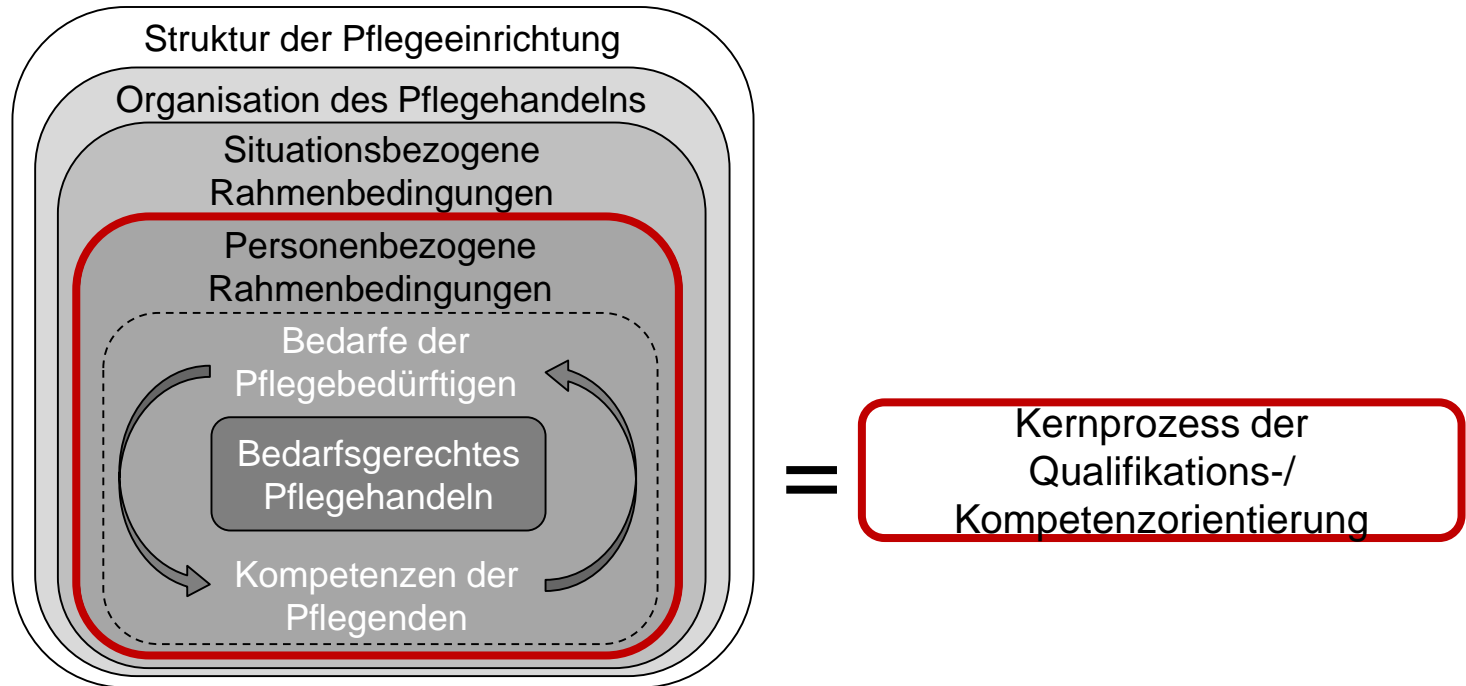 Struktur der Pflegeeinrichtung
Organisation des Pflegehandelns
Situationsbezogene
Rahmenbedingungen
Personenbezogene
Rahmenbedingungen
Bedarfe der
Pflegebedürftigen
Bedarfsgerechtes
Pflegehandeln
Kompetenzen der
Pflegenden
=
Kernprozess der
Qualifikations-/
Kompetenzorientierung